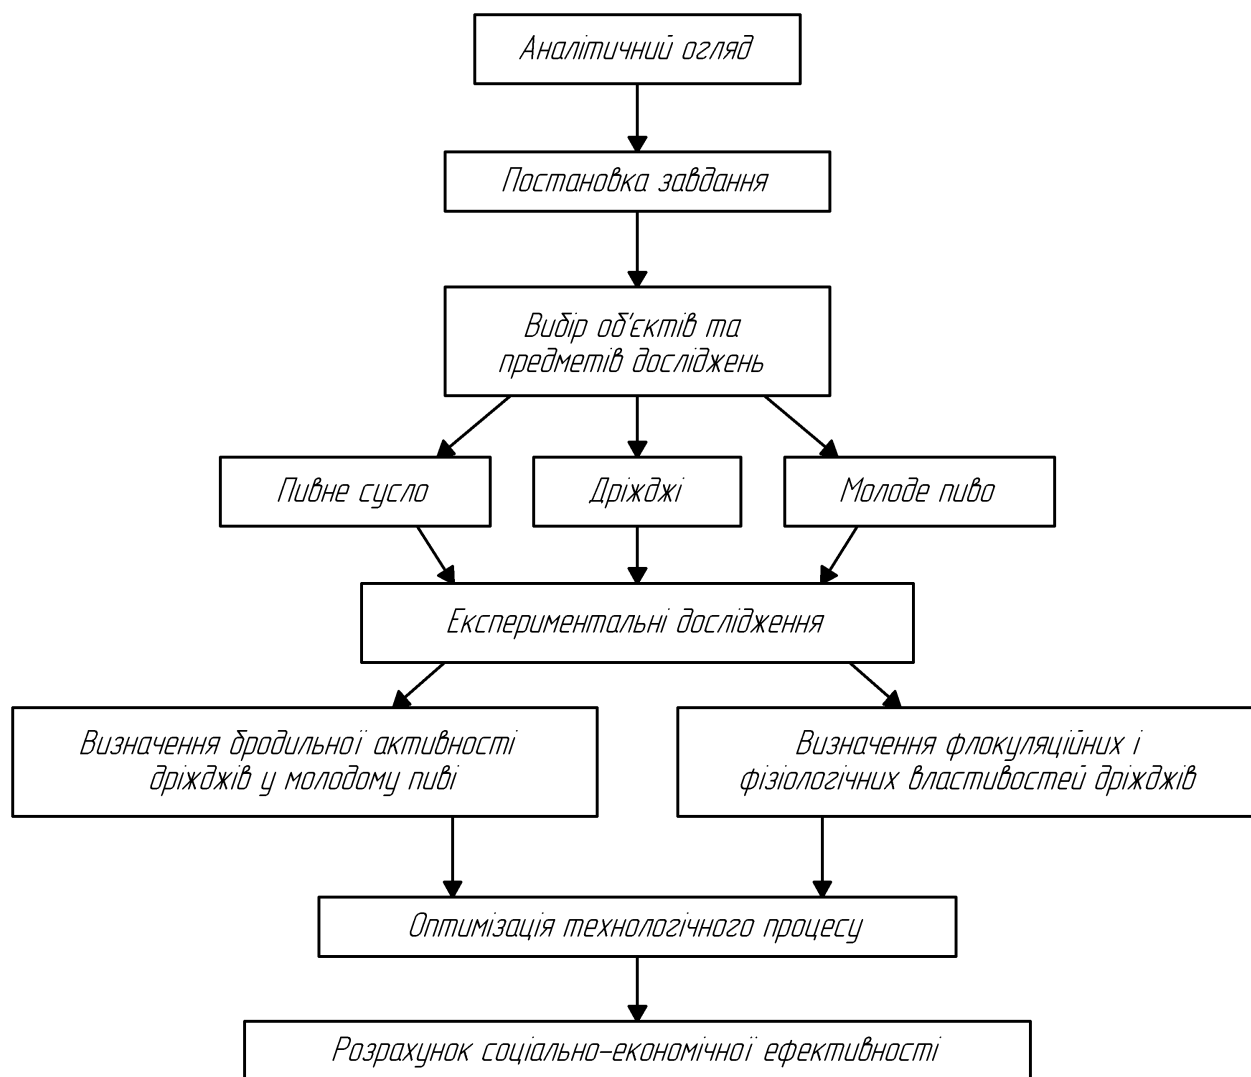 Аналітичний огляд
Постановка завдання
Вибір об'єктів та
предметів досліджень
Пивне сусло
Дріжджі
Молоде пиво
Експериментальні дослідження
Визначення бродильної активності
дріжджів у молодому пиві
Визначення флокуляційних і
фізіологічних властивостей дріжджів
Оптимізація технологічного процесу
Розрахунок соціально-економічної ефективності